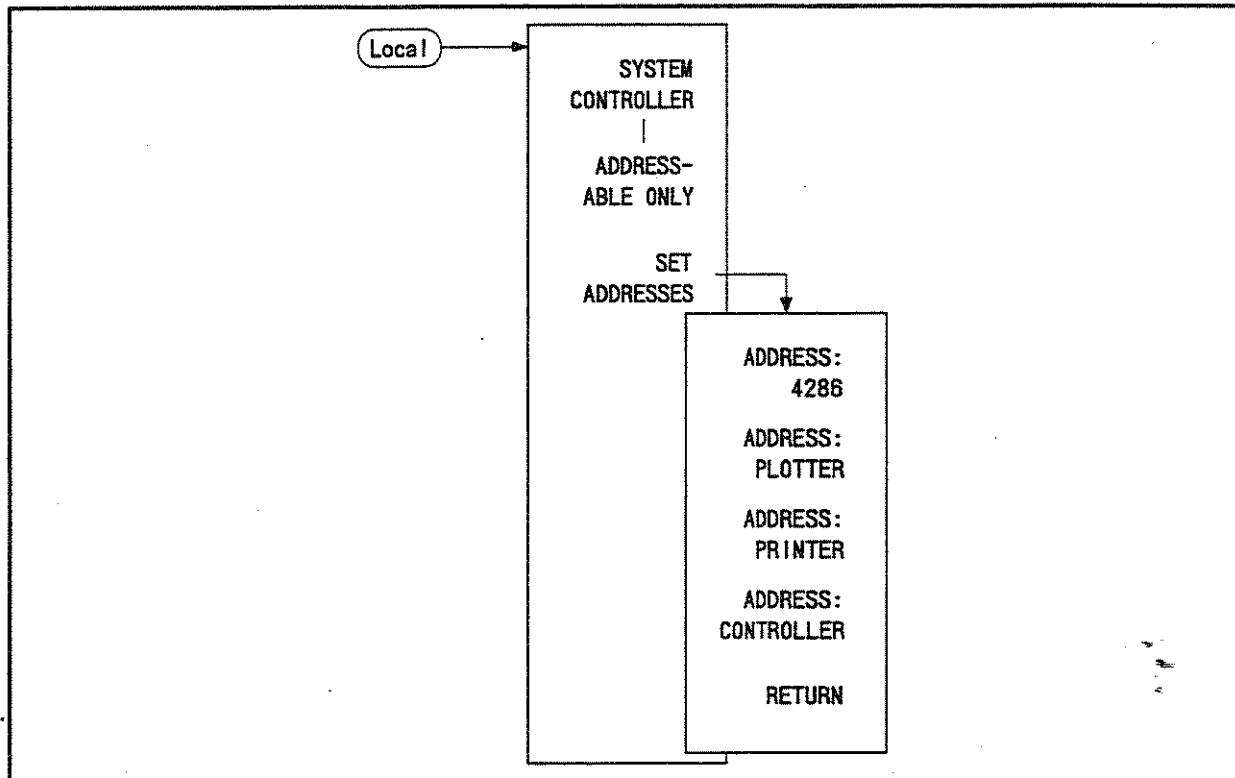 Local
SYSTEM
CONTROLLER
ADDRESS-
ABLE ONLY
SET
ADDRESSES
ADDRESS:
4286
ADDRESS:
PLOTTER
ADDRESS:
PRINTER
ADDRESS:
CONTROLLER
RETURN